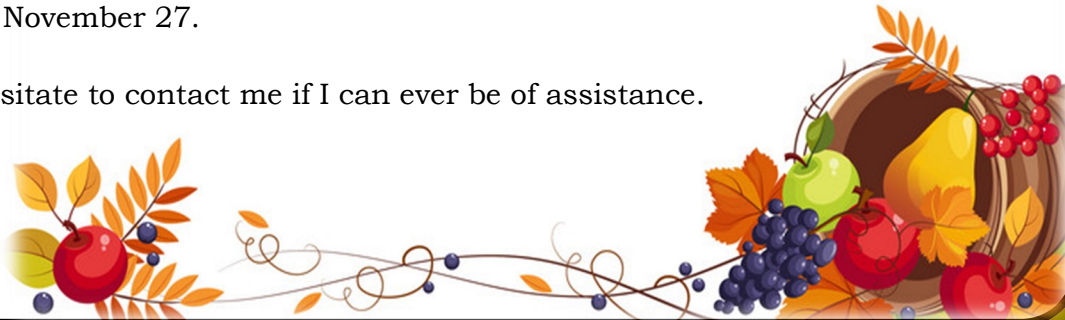 November 27.
sitate to contact me if I can ever be of assistance.